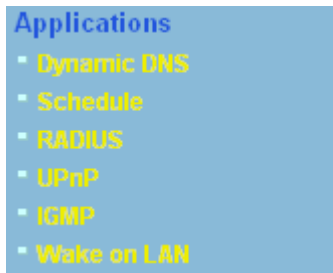 Applications
Dynamic DNS
Schedule
RADIUS
UPnP
IGMP
Wake on LAN